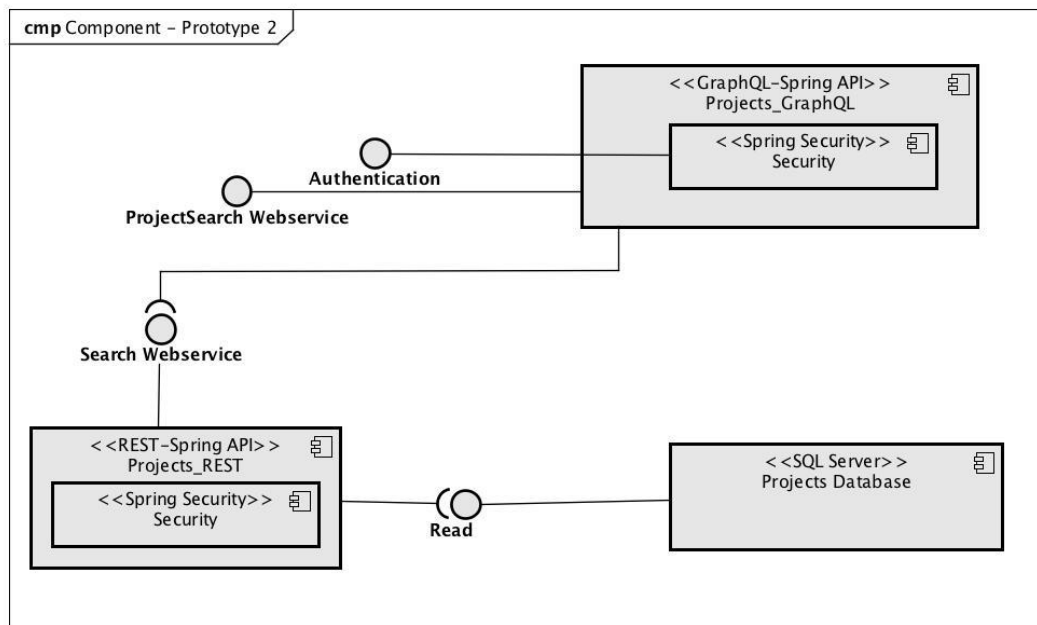 cmp Component – Prototype 2
<<GraphQL-Spring API>>
Projects_GraphQL
<<Spring Security>>
Security
Authentication
ProjectSearch Webservice
Search Webservice
<<REST-Spring API>>
Projects_REST
<<Spring Security>>
Security
Read
<<SQL Server>>
Projects Database